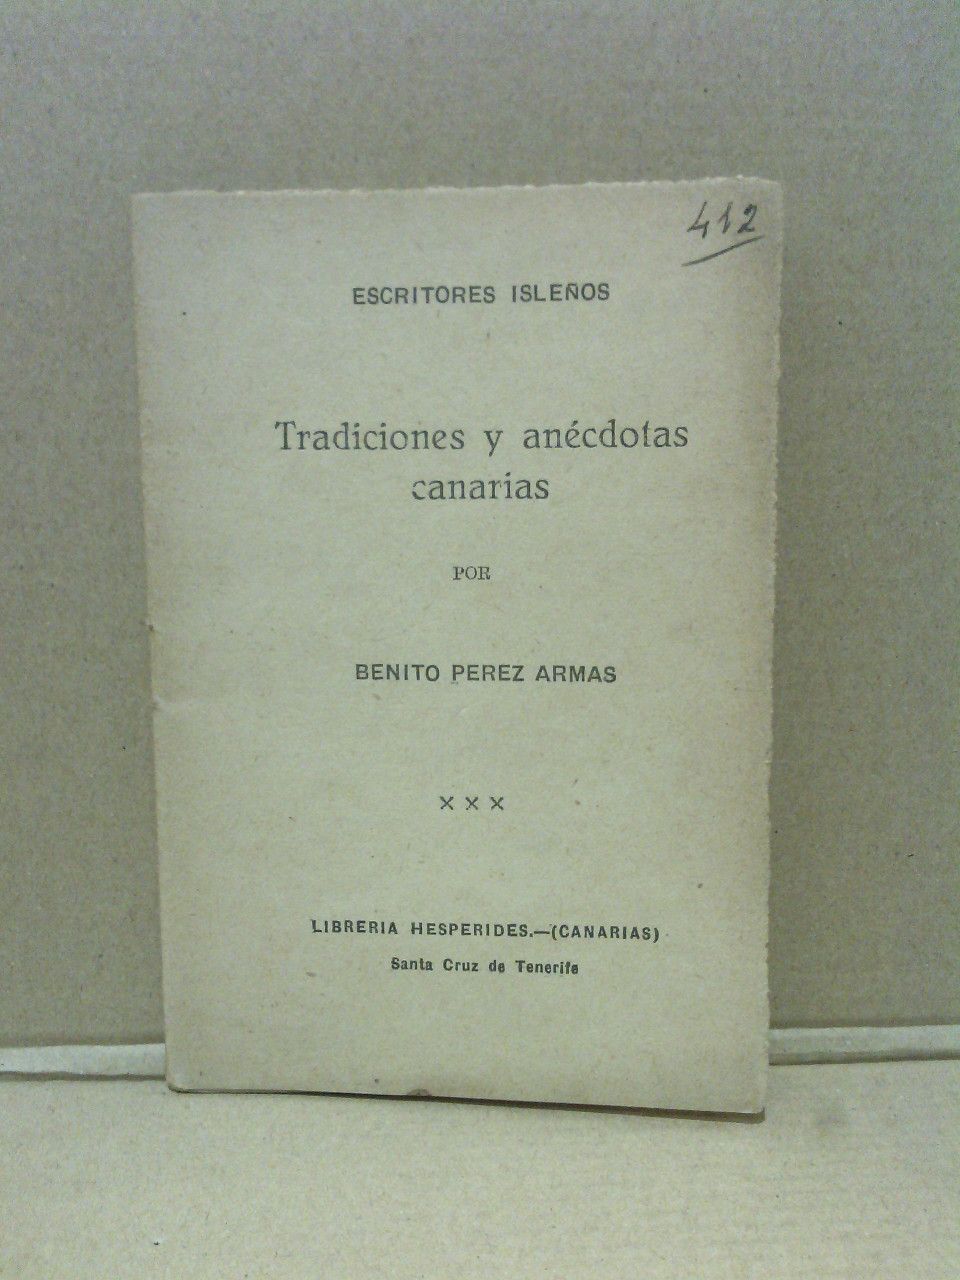 412
ESCRITORES ISLEÑOS
Tradiciones y anécdotas
canarias
POR
BENITO PEREZ ARMAS
× × ×
LIBRERIA HESPERIDES.—(CANARIAS)
Santa Cruz de Tenerife